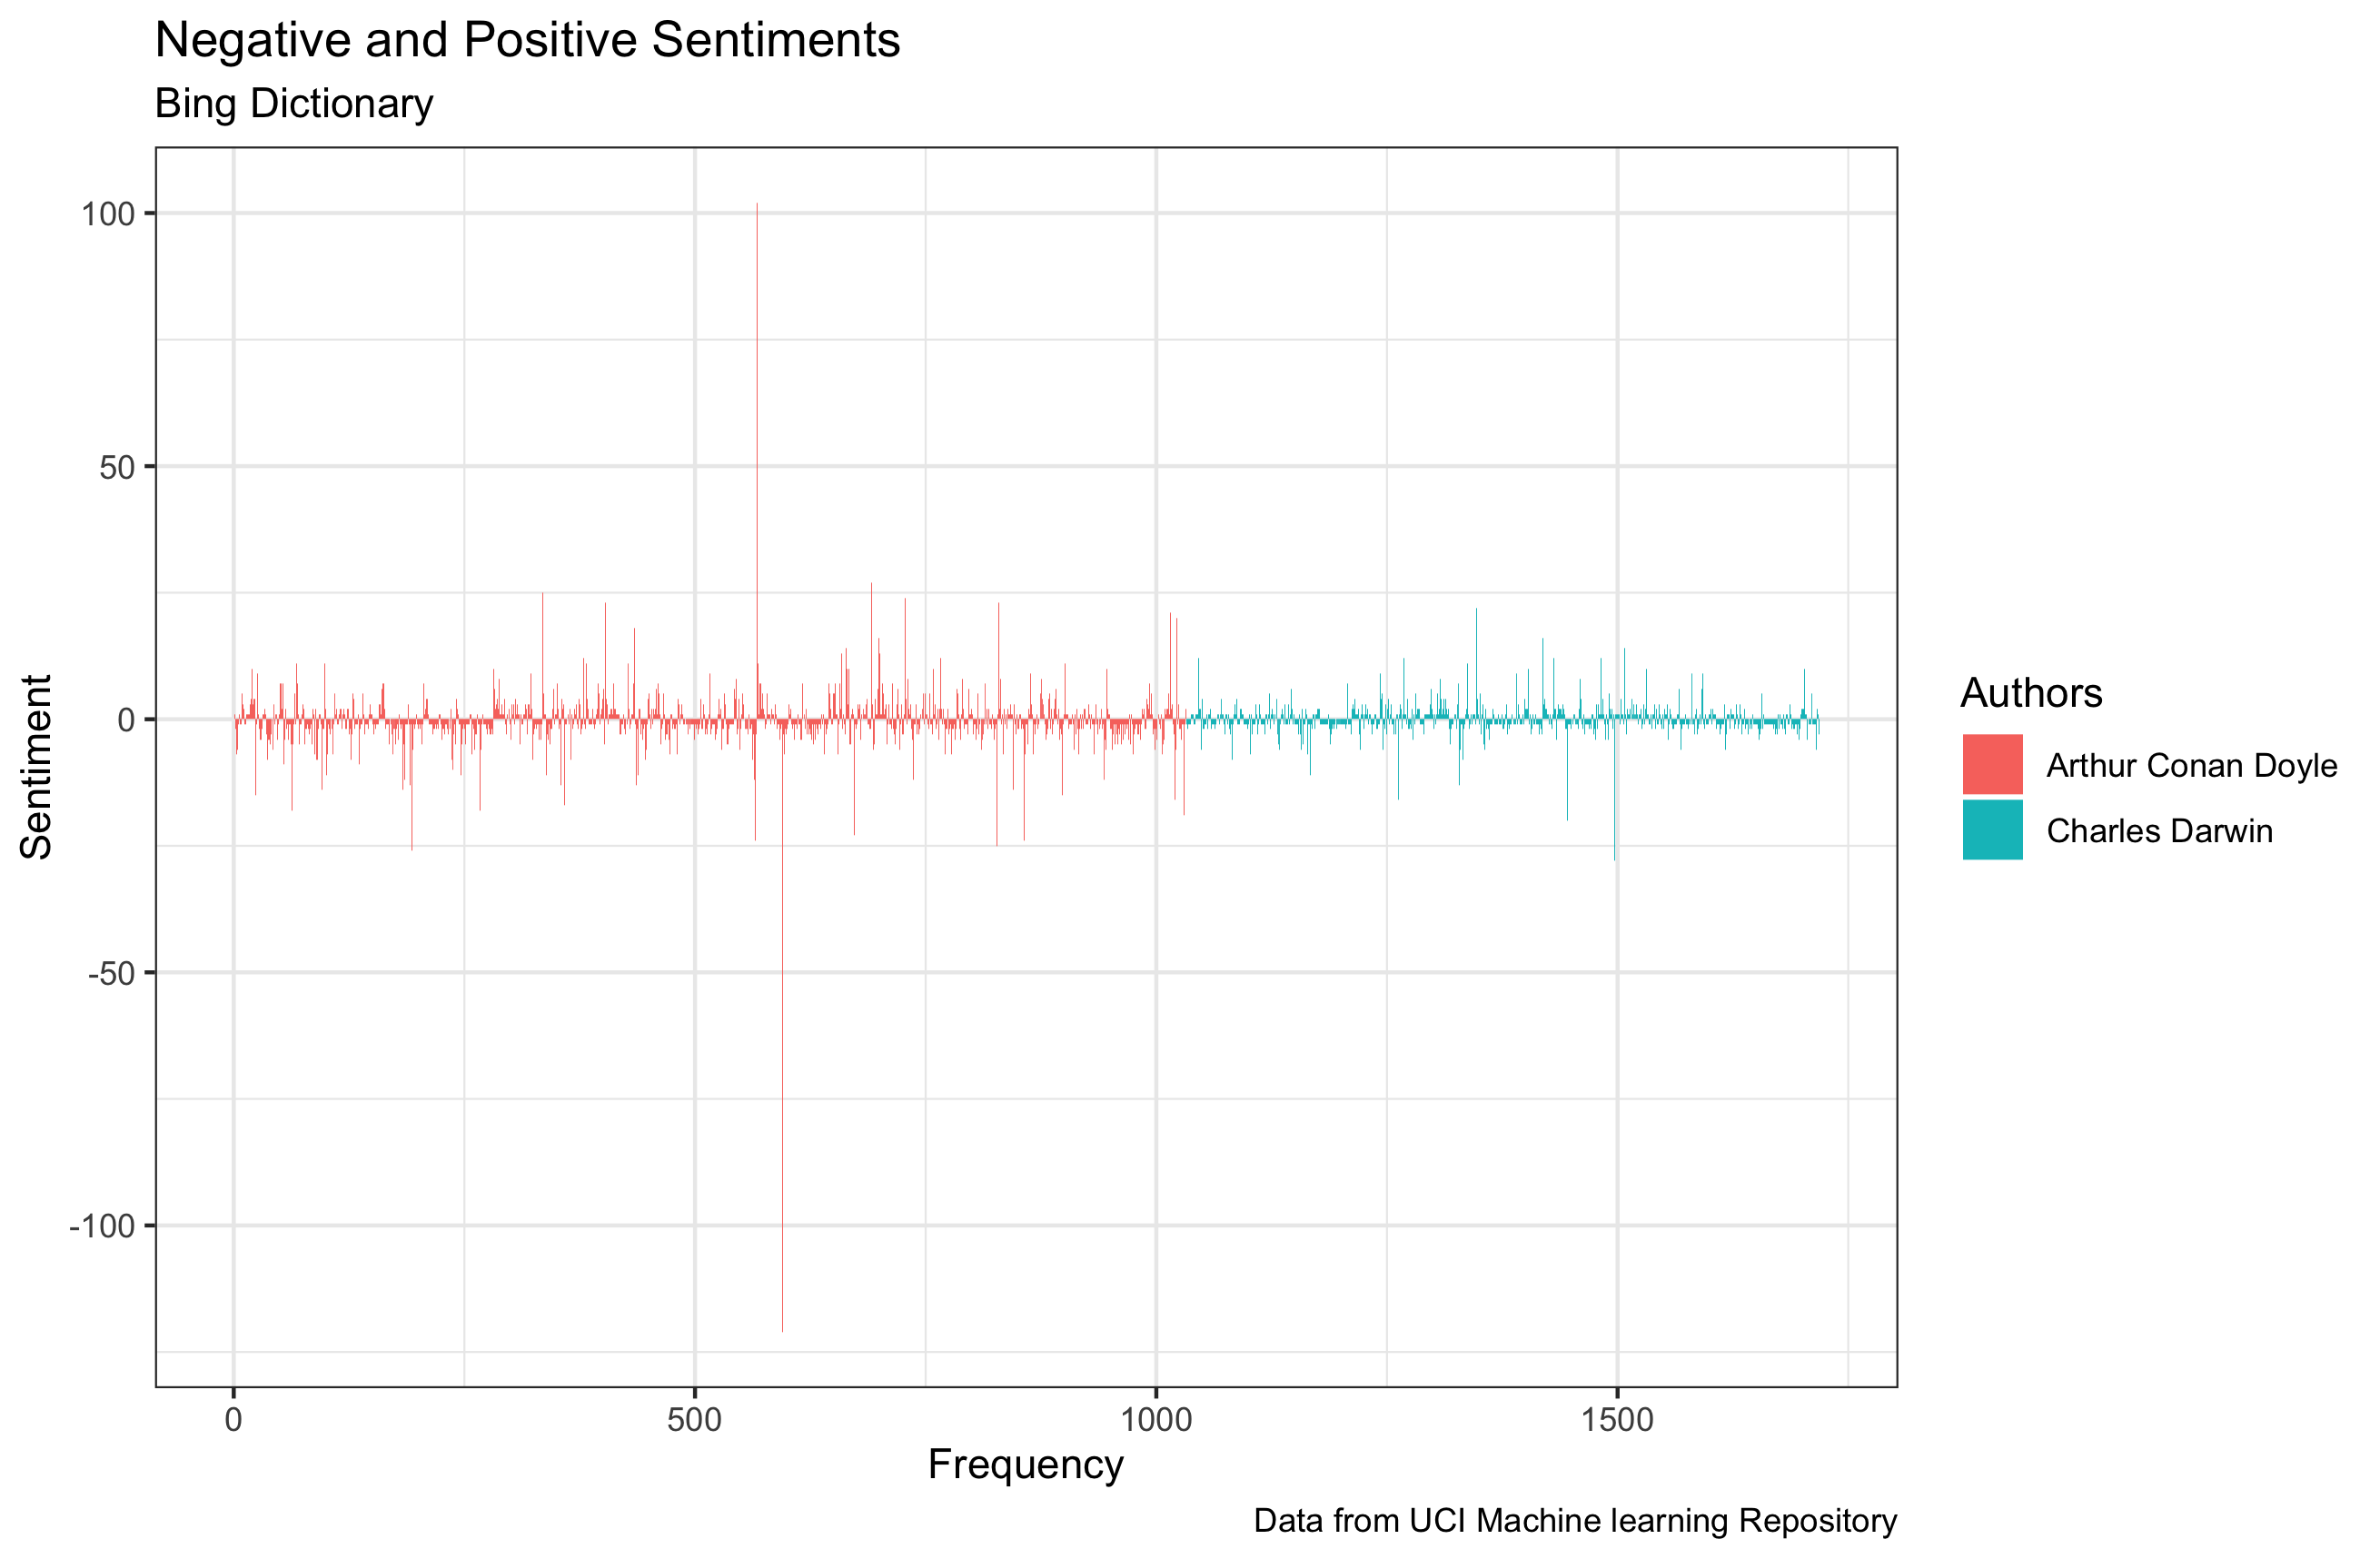 Negative and Positive Sentiments
Bing Dictionary
100
50
0
-50
-100
Sentiment
0 500 1000 1500
Frequency
Authors
Arthur Conan Doyle
Charles Darwin
Data from UCI Machine learning Repository